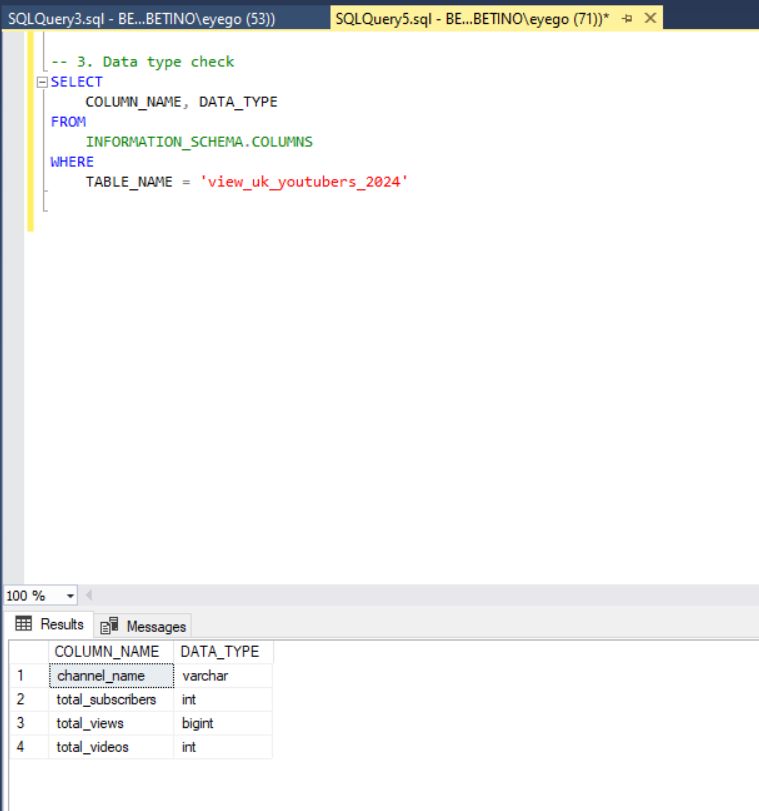 SQLQuery3.sql - BE...BETINO\eyego (53))
SQLQuery5.sql - BE...BETINO\eyego (71))*
-- 3. Data type check
SELECT
COLUMN_NAME, DATA_TYPE
FROM
INFORMATION_SCHEMA.COLUMNS
WHERE
TABLE_NAME = 'view_uk_youtubers_2024'
100 %
Results Messages
COLUMN_NAME DATA_TYPE
1 channel_name varchar
2 total_subscribers int
3 total_views bigint
4 total_videos int